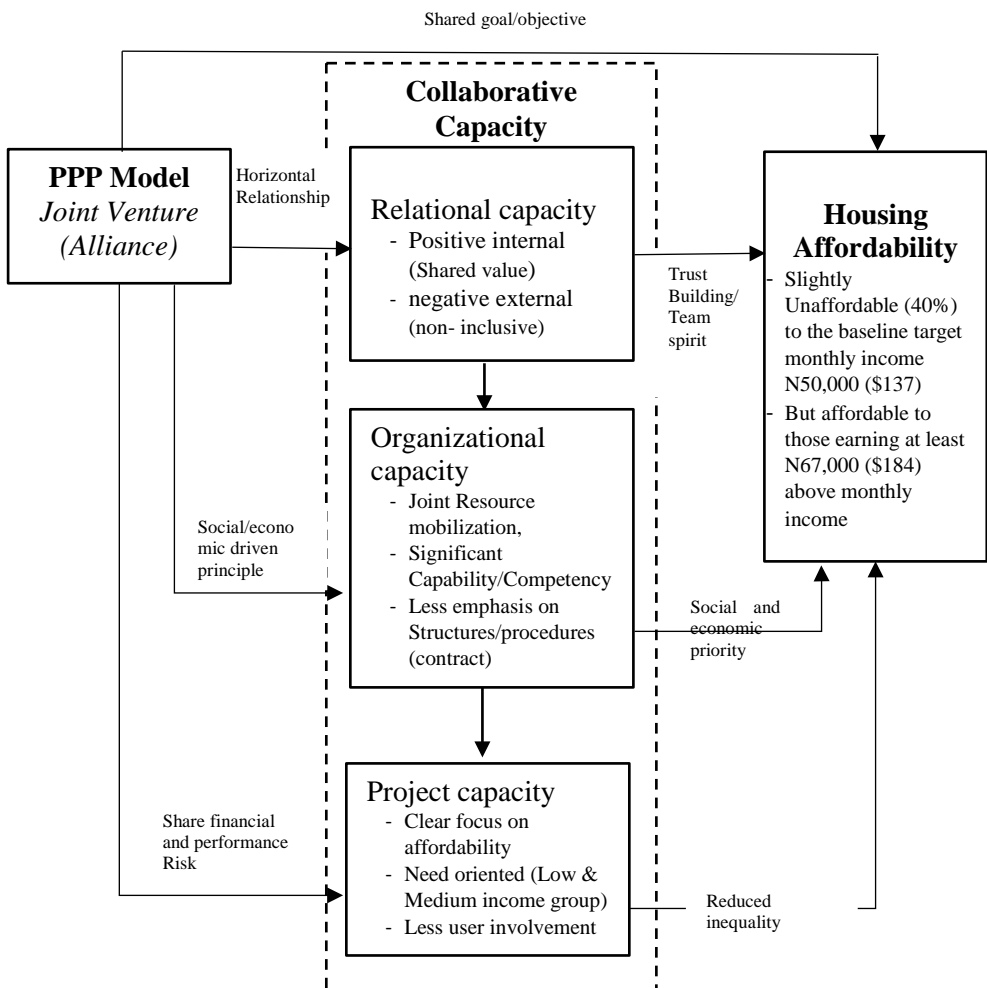 Shared goal/objective
Collaborative
Capacity
PPP Model
Joint Venture
(Alliance)
Horizontal
Relationship
Relational capacity
- Positive internal
(Shared value)
- negative external
(non- inclusive)
Trust
Building/
Team
spirit
Housing
Affordability
- Slightly
Unaffordable (40%)
to the baseline target
monthly income
N50,000 ($137)
- But affordable to
those earning at least
N67,000 ($184)
above monthly
income
Social/econo
mic driven
principle
Organizational
capacity
- Joint Resource
mobilization,
- Significant
Capability/Competency
- Less emphasis on
Structures/procedures
(contract)
Social and
economic
priority
Share financial
and performance
Risk
Project capacity
- Clear focus on
affordability
- Need oriented (Low &
Medium income group)
- Less user involvement
Reduced
inequality